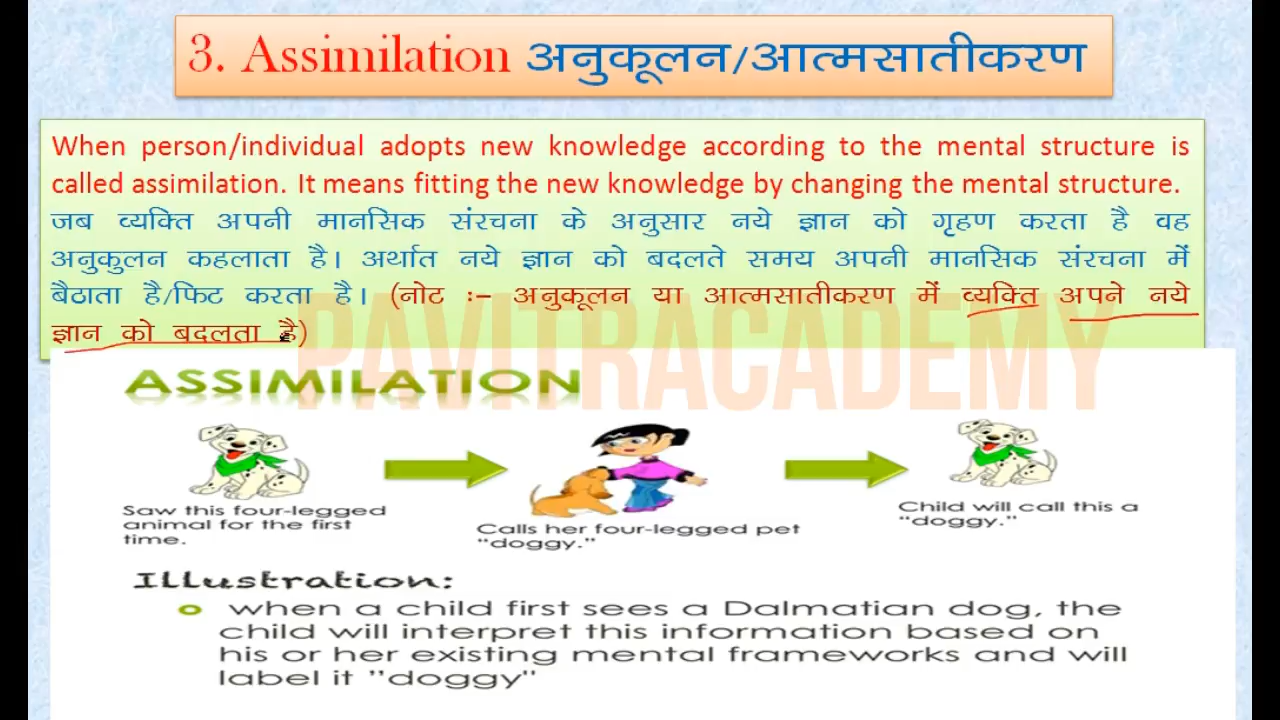 3. Assimilation अनुकूलन/आत्मसातीकरण
When person/individual adopts new knowledge according to the mental structure is
called assimilation. It means fitting the new knowledge by changing the mental structure.
जब व्यक्ति अपनी मानसिक संरचना के अनुसार नये ज्ञान को गृहण करता है वह
अनुकुलन कहलाता है। अर्थात नये ज्ञान को बदलते समय अपनी मानसिक संरचना में
बैठाता है/फिट करता है। (नोट :– अनुकूलन या आत्मसातीकरण में व्यक्ति अपने नये
ज्ञान को बदलता है)
PAVITRACADEMY
ASSIMILATION
Saw this four-legged
animal for the first
time.
Calls her four-legged pet
"doggy."
Child will call this a
"doggy."
Illustration:
when a child first sees a Dalmatian dog, the
child will interpret this information based on
his or her existing mental frameworks and will
label it "doggy"